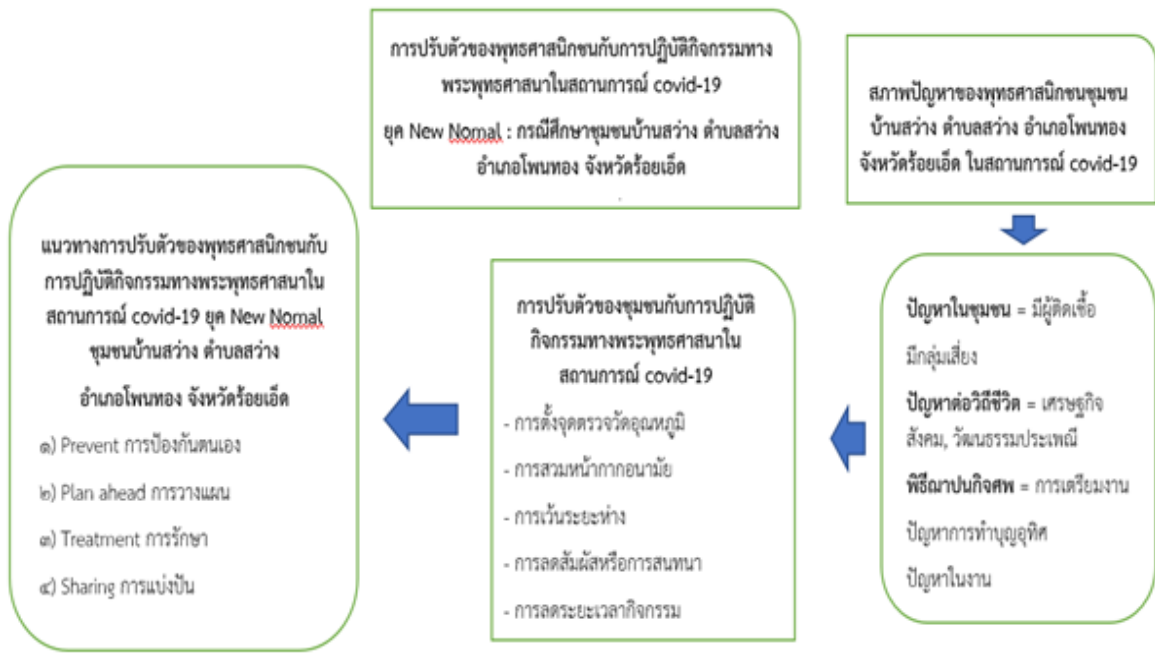 การปรับตัวของพุทธศาสนิกชนกับการปฏิบัติกิจกรรมทาง
พระพุทธศาสนาในสถานการณ์ covid-19
ยุค New Nomal : กรณีศึกษาชุมชนบ้านสว่าง ตำบลสว่าง
อำเภอโพนทอง จังหวัดร้อยเอ็ด
สภาพปัญหาของพุทธศาสนิกชนชุมชน
บ้านสว่าง ตำบลสว่าง อำเภอโพนทอง
จังหวัดร้อยเอ็ด ในสถานการณ์ covid-19
ปัญหาในชุมชน = มีผู้ติดเชื้อ
มีกลุ่มเสี่ยง
ปัญหาต่อวิถีชีวิต = เศรษฐกิจ
สังคม, วัฒนธรรมประเพณี
พิธีฌาปนกิจศพ = การเตรียมงาน
ปัญหาการทำบุญอุทิศ
ปัญหาในงาน
การปรับตัวของชุมชนกับการปฏิบัติ
กิจกรรมทางพระพุทธศาสนาใน
สถานการณ์ covid-19
- การตั้งจุดตรวจวัดอุณหภูมิ
- การสวมหน้ากากอนามัย
- การเว้นระยะห่าง
- การลดสัมผัสหรือการสนทนา
- การลดระยะเวลากิจกรรม
แนวทางการปรับตัวของพุทธศาสนิกชนกับ
การปฏิบัติกิจกรรมทางพระพุทธศาสนาใน
สถานการณ์ covid-19 ยุค New Nomal
ชุมชนบ้านสว่าง ตำบลสว่าง
อำเภอโพนทอง จังหวัดร้อยเอ็ด
๑) Prevent การป้องกันตนเอง
๒) Plan ahead การวางแผน
๓) Treatment การรักษา
๔) Sharing การแบ่งปัน